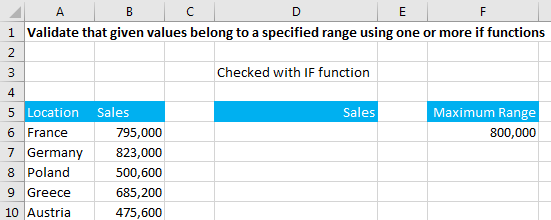 A B C D E F
1 Validate that given values belong to a specified range using one or more if functions
2
3 Checked with IF function
4
5 Location Sales Sales Maximum Range
6 France 795,000 800,000
7 Germany 823,000
8 Poland 500,600
9 Greece 685,200
10 Austria 475,600